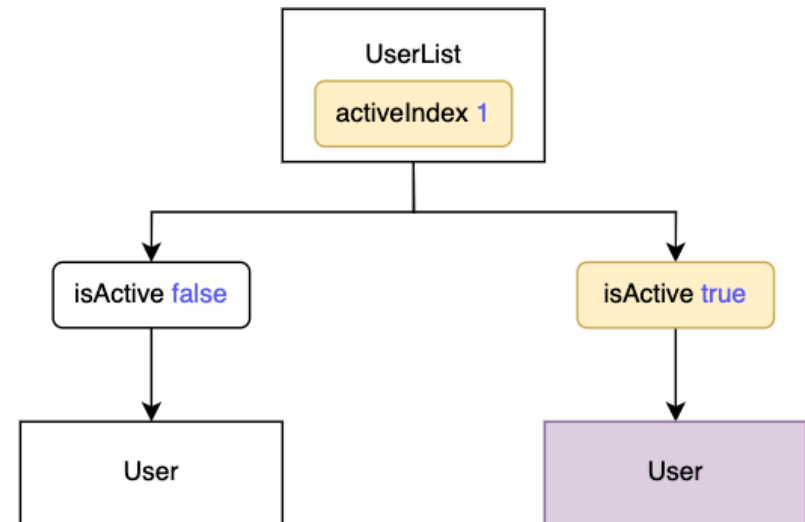 UserList
activeIndex 1
isActive false
isActive true
User
User